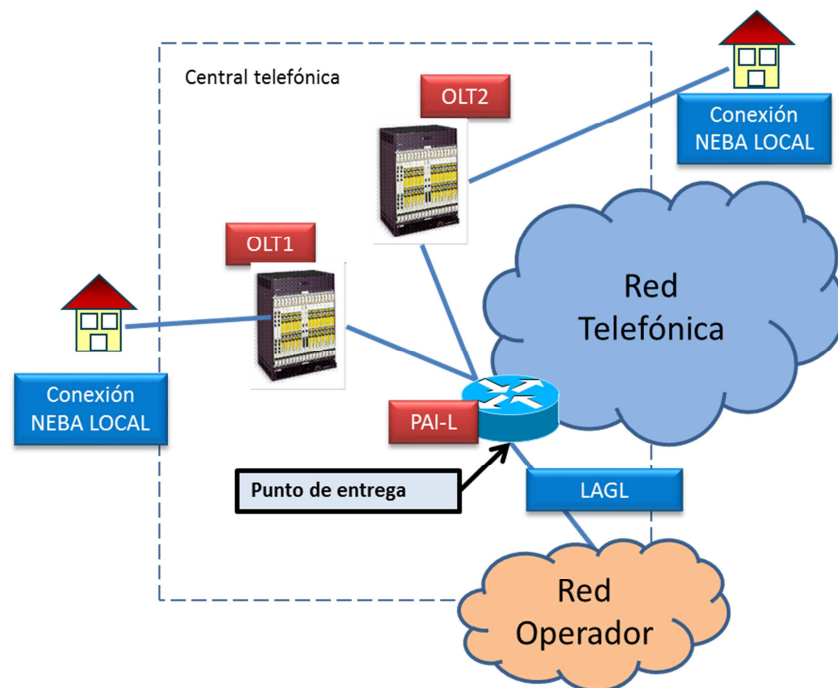 Central telefónica
OLT2
Conexión
NEBA LOCAL
OLT1
Red
Telefónica
Conexión
NEBA LOCAL
PAI-L
Punto de entrega
LAGL
Red
Operador